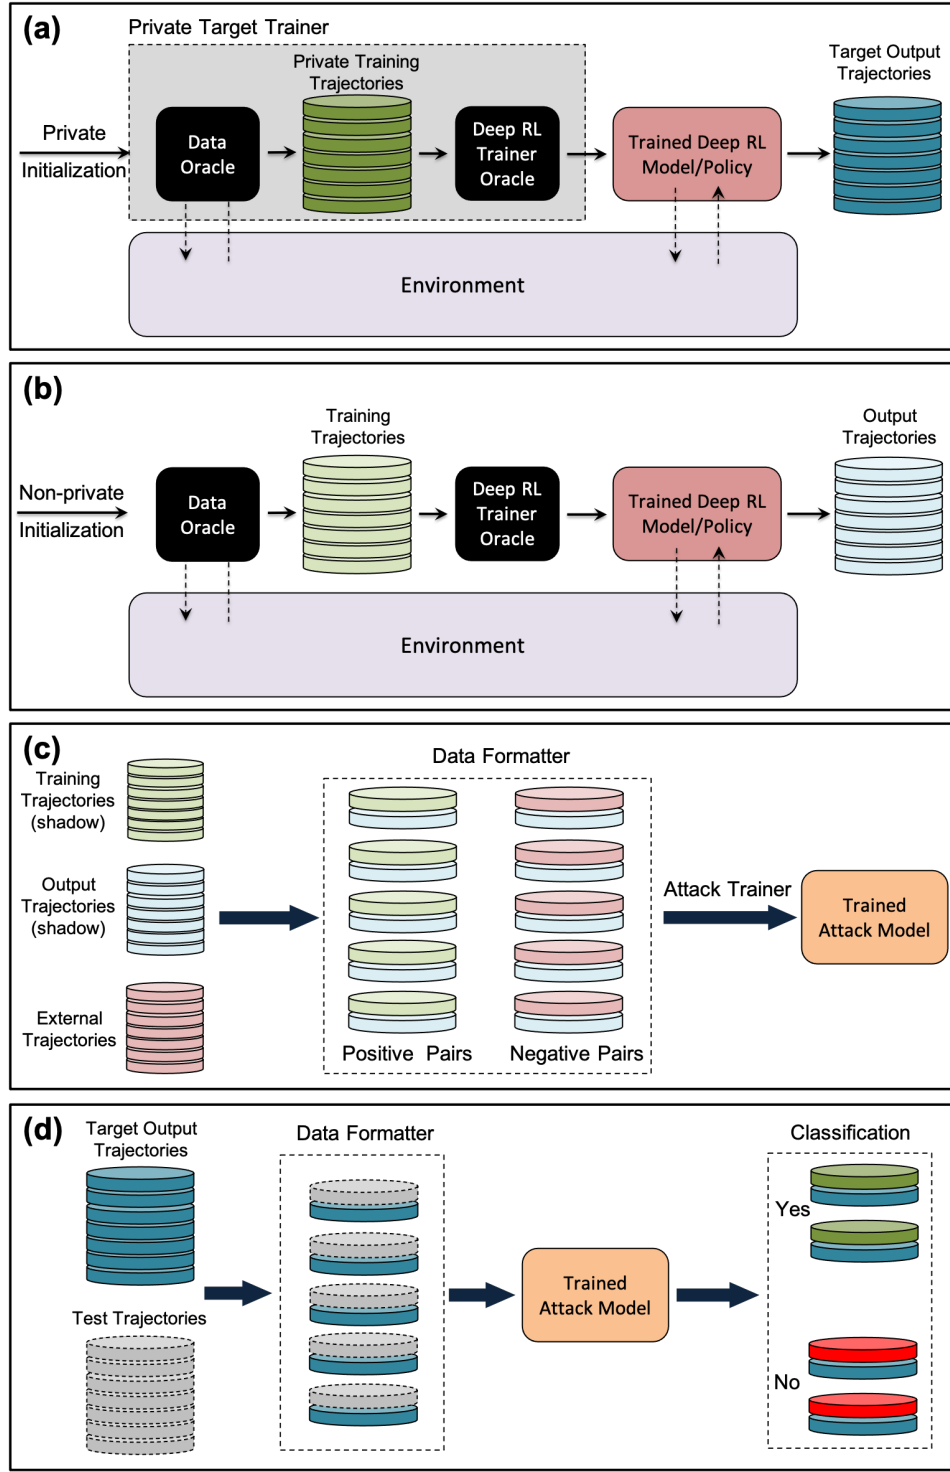 (a)
Private Target Trainer
Private Training
Trajectories
Target Output
Trajectories
Private
Initialization
Data
Oracle
Deep RL
Trainer
Oracle
Trained Deep RL
Model/Policy
Environment
(b)
Training
Trajectories
Output
Trajectories
Non-private
Initialization
Data
Oracle
Deep RL
Trainer
Oracle
Trained Deep RL
Model/Policy
Environment
(c)
Data Formatter
Training
Trajectories
(shadow)
Output
Trajectories
(shadow)
External
Trajectories
Positive Pairs
Negative Pairs
Attack Trainer
Trained
Attack Model
(d)
Target Output
Trajectories
Data Formatter
Classification
Test Trajectories
Trained
Attack Model
Yes
No